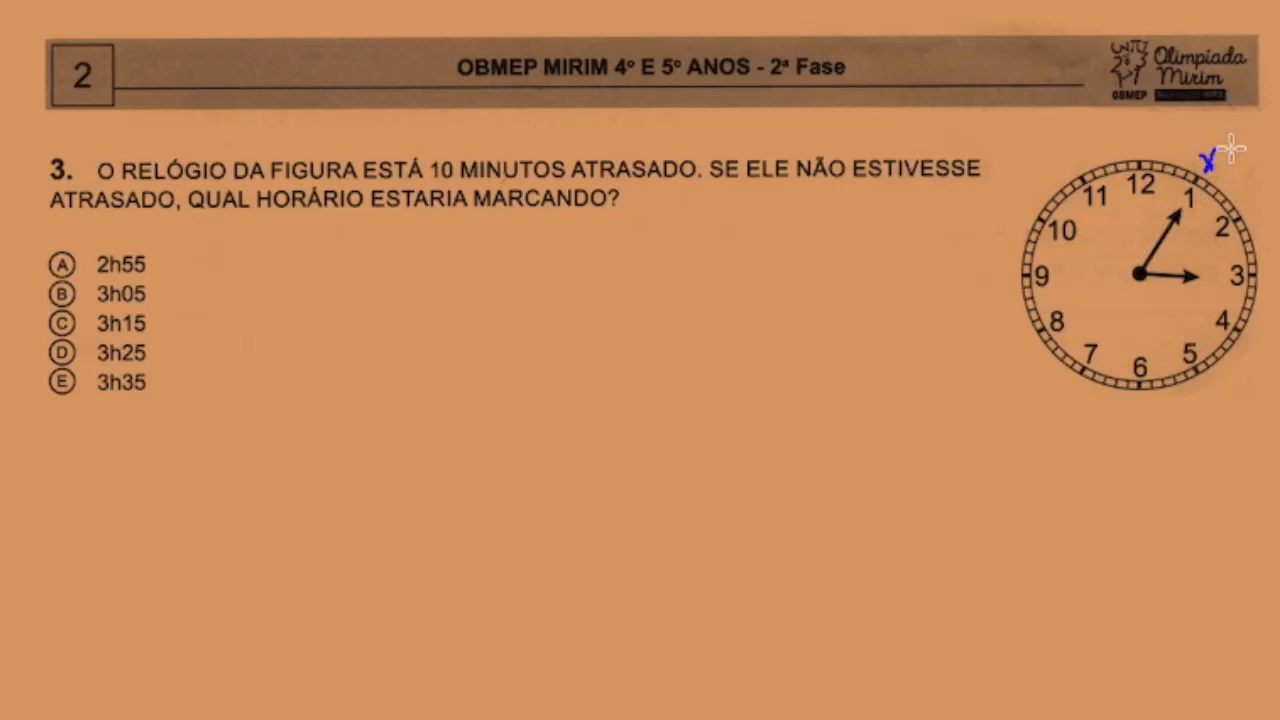 2
OBMEP MIRIM 4º E 5º ANOS - 2ª Fase
Olimpíada
Mirim
OBMEP
3. O RELÓGIO DA FIGURA ESTÁ 10 MINUTOS ATRASADO. SE ELE NÃO ESTIVESSE
ATRASADO, QUAL HORÁRIO ESTARIA MARCANDO?
A 2h55
B 3h05
C 3h15
D 3h25
E 3h35
12
11 1
10 2
9 3
8 4
7 5
6